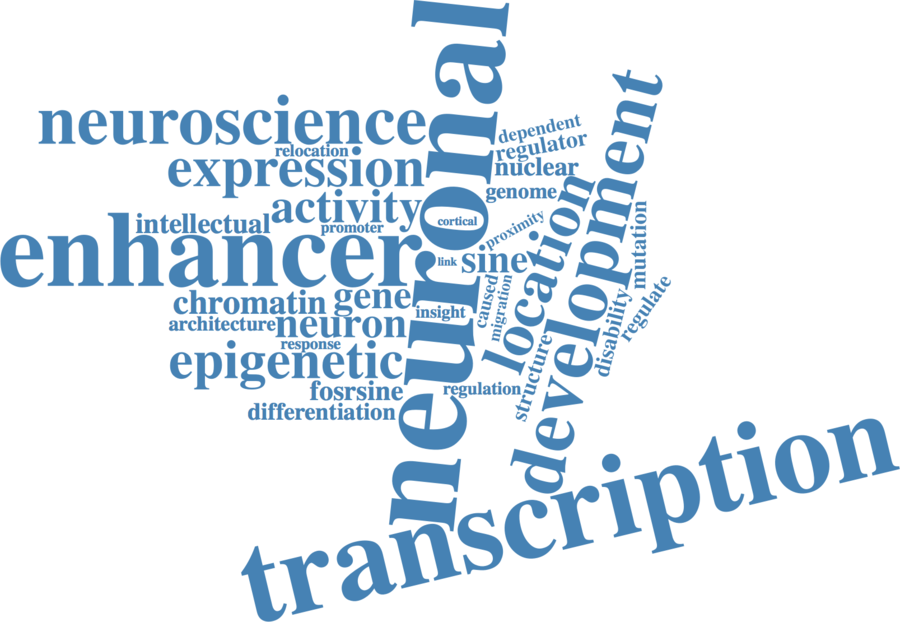 neuronal
neuroscience
relocation
expression
activity
intellectual
promoter
enhancer
chromatin
gene
architecture
neuron
response
epigenetic
fosrsine
differentiation
dependent
regulator
nuclear
genome
cortical
proximity
link
sine
insight
caused
migration
location
development
mutation
regulate
disability
structure
regulation
transcription